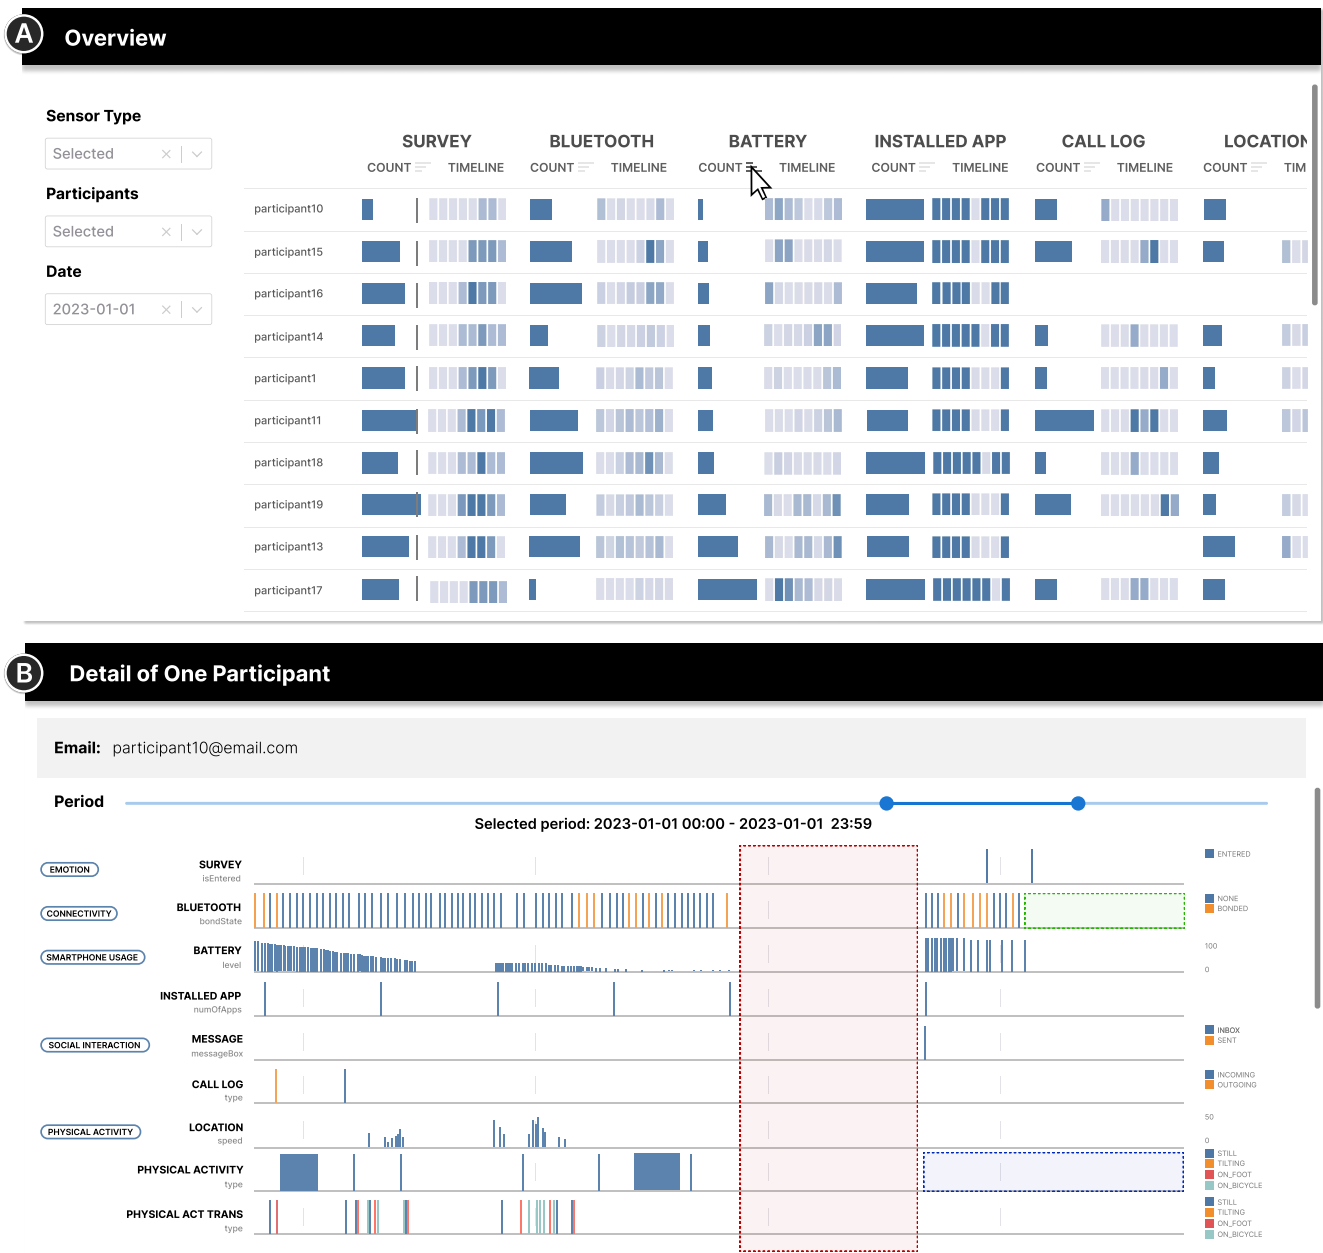 A Overview
Sensor Type
Selected
Participants
Selected
Date
2023-01-01
SURVEY BLUETOOTH BATTERY INSTALLED APP CALL LOG LOCATION
COUNT TIMELINE COUNT TIMELINE COUNT TIMELINE COUNT TIMELINE COUNT TIMELINE COUNT TIM
participant10
participant15
participant16
participant14
participant1
participant11
participant18
participant19
participant13
participant17
B Detail of One Participant
Email: participant10@email.com
Period
Selected period: 2023-01-01 00:00 - 2023-01-01 23:59
EMOTION
SURVEY
isEntered
ENTERED
CONNECTIVITY
BLUETOOTH
bondState
NONE
BONDED
SMARTPHONE USAGE
BATTERY
level
100
0
INSTALLED APP
numOfApps
SOCIAL INTERACTION
MESSAGE
messageBox
INBOX
SENT
CALL LOG
type
INCOMING
OUTGOING
PHYSICAL ACTIVITY
LOCATION
speed
50
0
PHYSICAL ACTIVITY
type
STILL
TILTING
ON_FOOT
ON_BICYCLE
PHYSICAL ACT TRANS
type
STILL
TILTING
ON_FOOT
ON_BICYCLE